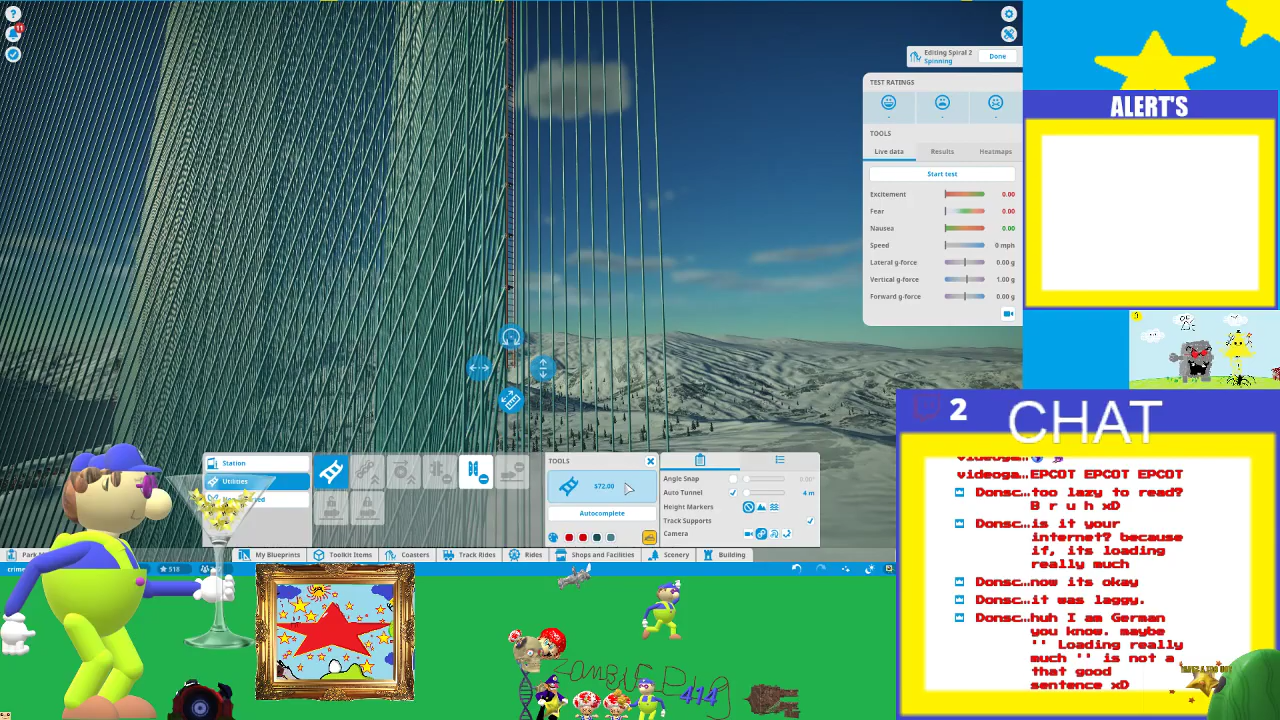 ?
11
Editing Spiral 2
Spinning
Done
TEST RATINGS
-
-
-
TOOLS
Live data
Results
Heatmaps
Start test
Excitement
0.00
Fear
0.00
Nausea
0.00
Speed
0 mph
Lateral g-force
0.00 g
Vertical g-force
1.00 g
Forward g-force
0.00 g
ALERT'S
2
CHAT
videoga...EPCOT EPCOT EPCOT
Donsc...too lazy to read?
B r u h xD
Donsc...is it your
internet? because
if, its loading
really much
Donsc...now its okay
Donsc...it was laggy.
Donsc...huh I am German
you know. maybe
'' Loading really
much '' is not a
that good
sentence xD
Station
Utilities
TOOLS
$72.00
Autocomplete
Angle Snap
0.00°
Auto Tunnel
4 m
Height Markers
Track Supports
Camera
My Blueprints
Toolkit Items
Coasters
Track Rides
Rides
Shops and Facilities
Scenery
Building
518
zombie Dug
414